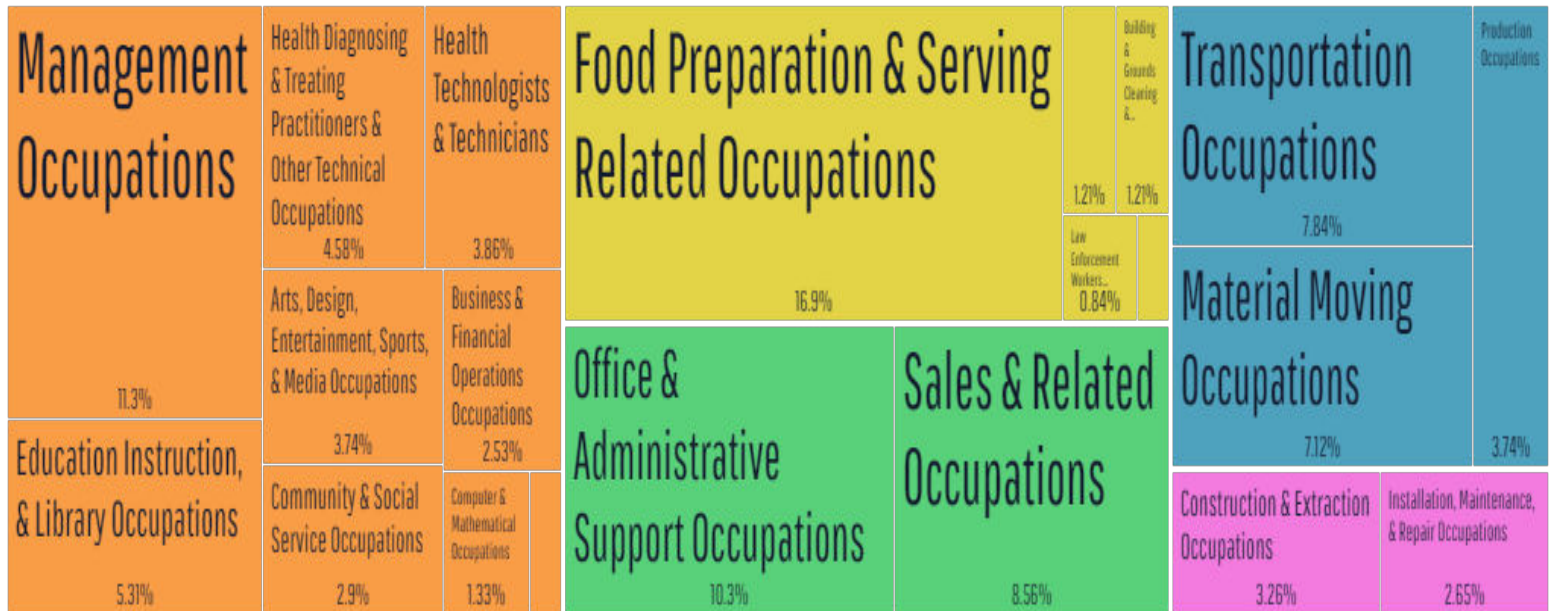 Management
Occupations
11.3%
Education Instruction,
& Library Occupations
5.31%
Health Diagnosing
& Treating
Practitioners &
Other Technical
Occupations
4.58%
Health
Technologists
& Technicians
3.86%
Arts, Design,
Entertainment, Sports,
& Media Occupations
3.74%
Business &
Financial
Operations
Occupations
2.53%
Community & Social
Service Occupations
2.9%
Computer &
Mathematical
Occupations
1.33%
Food Preparation & Serving
Related Occupations
16.9%
1.21%
Building
&
Grounds
Cleaning
&...
1.21%
Law
Enforcement
Workers...
0.84%
Office &
Administrative
Support Occupations
10.3%
Sales & Related
Occupations
8.56%
Transportation
Occupations
7.84%
Material Moving
Occupations
7.12%
Production
Occupations
3.74%
Construction & Extraction
Occupations
3.26%
Installation, Maintenance,
& Repair Occupations
2.65%